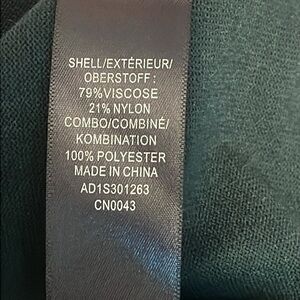 SHELL/EXTÉRIEUR/
OBERSTOFF:
79%VISCOSE
21% NYLON
COMBO/COMBINÉ/
KOMBINATION
100% POLYESTER
MADE IN CHINA
AD1S301263
CN0043